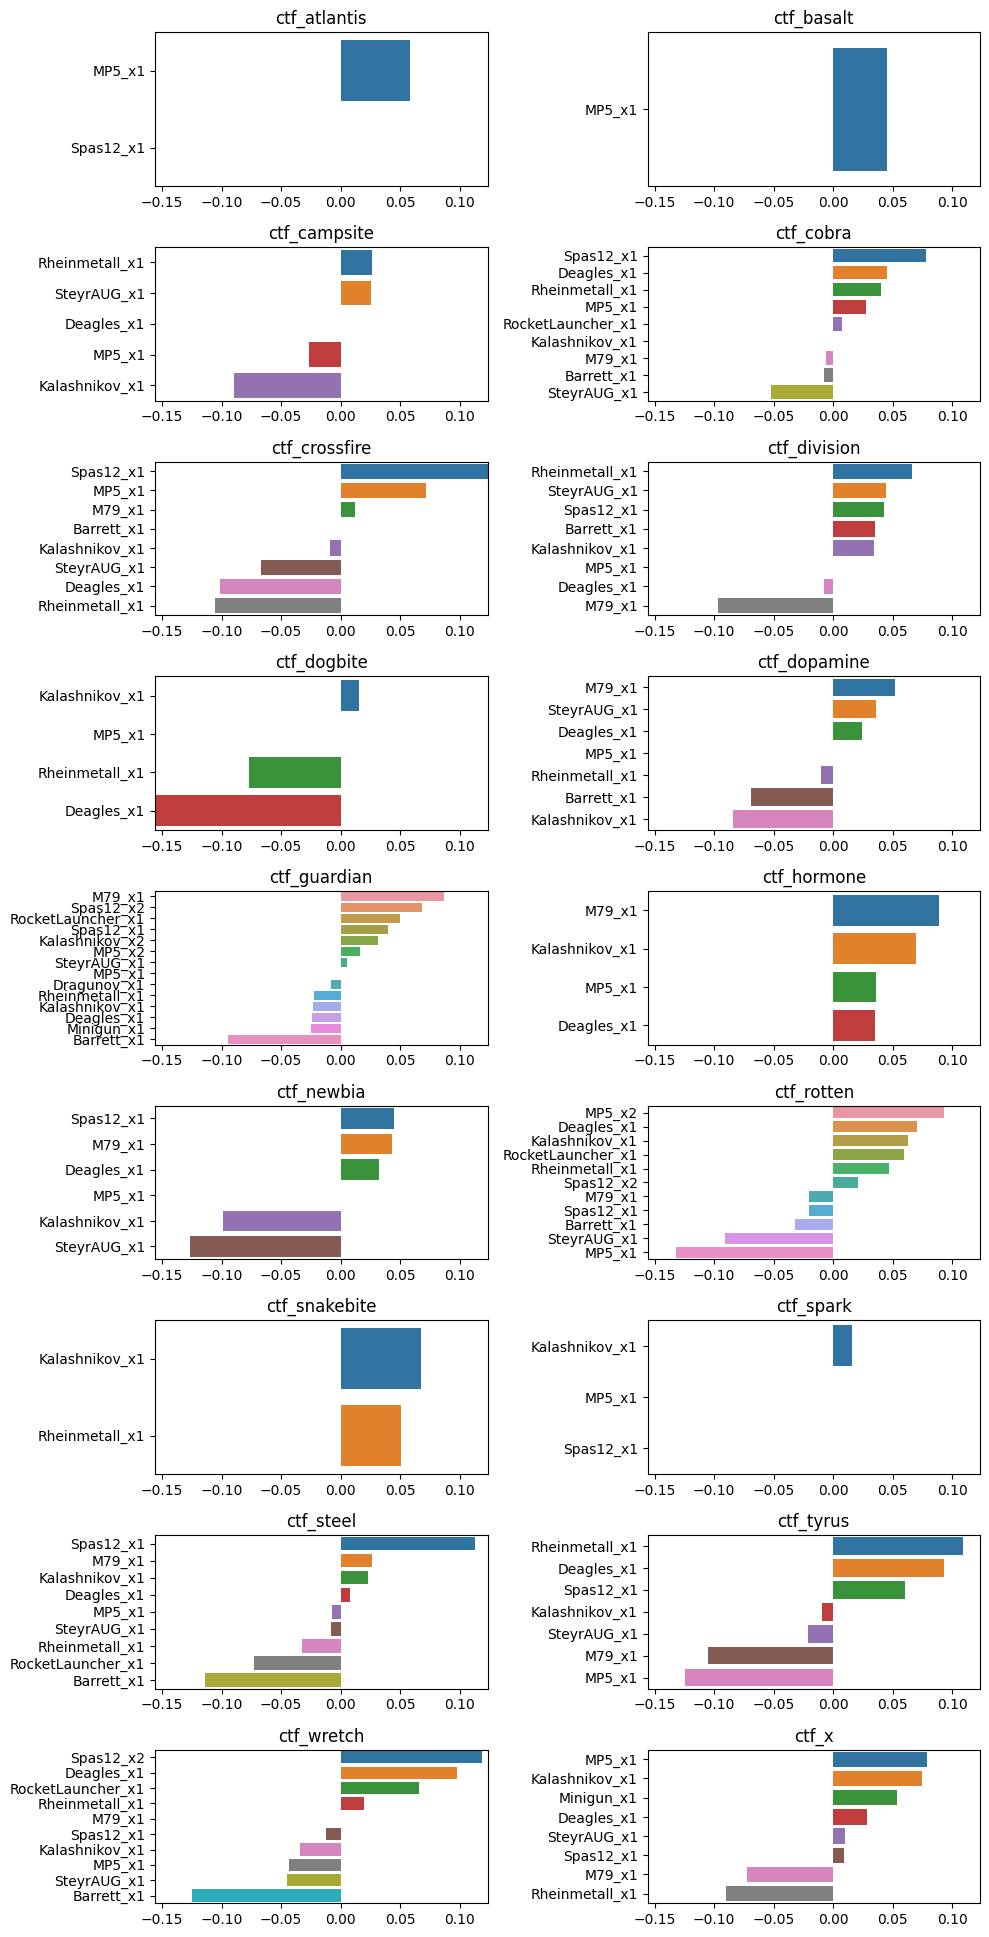 ctf_atlantis
MP5_x1
Spas12_x1
−0.15 −0.10 −0.05 0.00 0.05 0.10
ctf_basalt
MP5_x1
−0.15 −0.10 −0.05 0.00 0.05 0.10
ctf_campsite
Rheinmetall_x1
SteyrAUG_x1
Deagles_x1
MP5_x1
Kalashnikov_x1
−0.15 −0.10 −0.05 0.00 0.05 0.10
ctf_cobra
Spas12_x1
Deagles_x1
Rheinmetall_x1
MP5_x1
RocketLauncher_x1
Kalashnikov_x1
M79_x1
Barrett_x1
SteyrAUG_x1
−0.15 −0.10 −0.05 0.00 0.05 0.10
ctf_crossfire
Spas12_x1
MP5_x1
M79_x1
Barrett_x1
Kalashnikov_x1
SteyrAUG_x1
Deagles_x1
Rheinmetall_x1
−0.15 −0.10 −0.05 0.00 0.05 0.10
ctf_division
Rheinmetall_x1
SteyrAUG_x1
Spas12_x1
Barrett_x1
Kalashnikov_x1
MP5_x1
Deagles_x1
M79_x1
−0.15 −0.10 −0.05 0.00 0.05 0.10
ctf_dogbite
Kalashnikov_x1
MP5_x1
Rheinmetall_x1
Deagles_x1
−0.15 −0.10 −0.05 0.00 0.05 0.10
ctf_dopamine
M79_x1
SteyrAUG_x1
Deagles_x1
MP5_x1
Rheinmetall_x1
Barrett_x1
Kalashnikov_x1
−0.15 −0.10 −0.05 0.00 0.05 0.10
ctf_guardian
M79_x1
Spas12_x2
RocketLauncher_x1
Spas12_x1
Kalashnikov_x2
MP5_x2
SteyrAUG_x1
MP5_x1
Dragunov_x1
Rheinmetall_x1
Kalashnikov_x1
Deagles_x1
Minigun_x1
Barrett_x1
−0.15 −0.10 −0.05 0.00 0.05 0.10
ctf_hormone
M79_x1
Kalashnikov_x1
MP5_x1
Deagles_x1
−0.15 −0.10 −0.05 0.00 0.05 0.10
ctf_newbia
Spas12_x1
M79_x1
Deagles_x1
MP5_x1
Kalashnikov_x1
SteyrAUG_x1
−0.15 −0.10 −0.05 0.00 0.05 0.10
ctf_rotten
MP5_x2
Deagles_x1
Kalashnikov_x1
RocketLauncher_x1
Rheinmetall_x1
Spas12_x2
M79_x1
Spas12_x1
Barrett_x1
SteyrAUG_x1
MP5_x1
−0.15 −0.10 −0.05 0.00 0.05 0.10
ctf_snakebite
Kalashnikov_x1
Rheinmetall_x1
−0.15 −0.10 −0.05 0.00 0.05 0.10
ctf_spark
Kalashnikov_x1
MP5_x1
Spas12_x1
−0.15 −0.10 −0.05 0.00 0.05 0.10
ctf_steel
Spas12_x1
M79_x1
Kalashnikov_x1
Deagles_x1
MP5_x1
SteyrAUG_x1
Rheinmetall_x1
RocketLauncher_x1
Barrett_x1
−0.15 −0.10 −0.05 0.00 0.05 0.10
ctf_tyrus
Rheinmetall_x1
Deagles_x1
Spas12_x1
Kalashnikov_x1
SteyrAUG_x1
M79_x1
MP5_x1
−0.15 −0.10 −0.05 0.00 0.05 0.10
ctf_wretch
Spas12_x2
Deagles_x1
RocketLauncher_x1
Rheinmetall_x1
M79_x1
Spas12_x1
Kalashnikov_x1
MP5_x1
SteyrAUG_x1
Barrett_x1
−0.15 −0.10 −0.05 0.00 0.05 0.10
ctf_x
MP5_x1
Kalashnikov_x1
Minigun_x1
Deagles_x1
SteyrAUG_x1
Spas12_x1
M79_x1
Rheinmetall_x1
−0.15 −0.10 −0.05 0.00 0.05 0.10